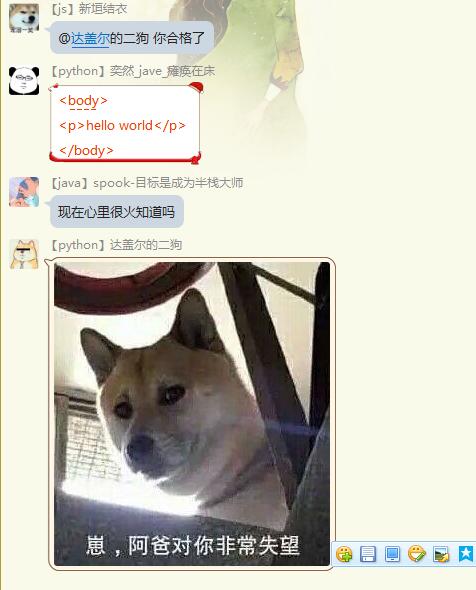 【js】新垣结衣
@达盖尔的二狗 你合格了
【python】奕然_jave_瘫痪在床
<body>
<p>hello world</p>
</body>
【java】spook-目标是成为半栈大师
现在心里很火知道吗
【python】达盖尔的二狗
崽，阿爸对你非常失望